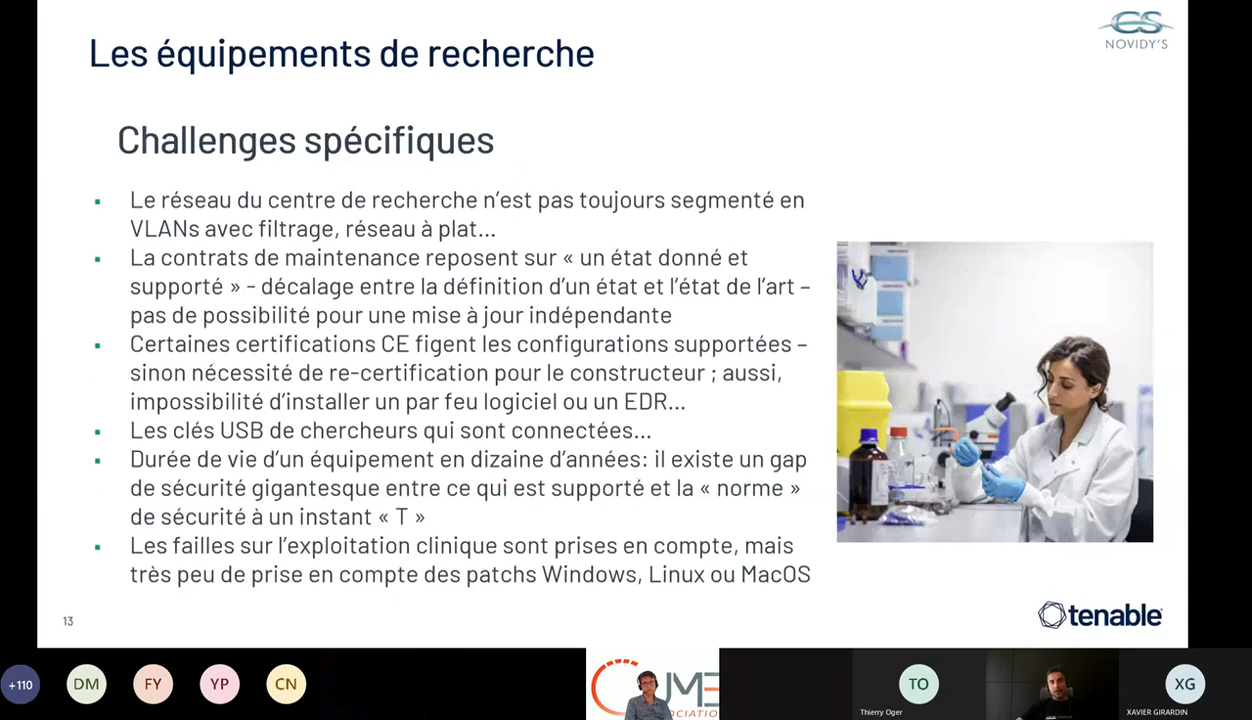 CS
NOVIDY'S
Les équipements de recherche
Challenges spécifiques
▪ Le réseau du centre de recherche n’est pas toujours segmenté en
VLANs avec filtrage, réseau à plat…
▪ La contrats de maintenance reposent sur « un état donné et
supporté » - décalage entre la définition d’un état et l’état de l’art –
pas de possibilité pour une mise à jour indépendante
▪ Certaines certifications CE figent les configurations supportées –
sinon nécessité de re-certification pour le constructeur ; aussi,
impossibilité d’installer un par feu logiciel ou un EDR…
▪ Les clés USB de chercheurs qui sont connectées…
▪ Durée de vie d’un équipement en dizaine d’années: il existe un gap
de sécurité gigantesque entre ce qui est supporté et la « norme »
de sécurité à un instant « T »
▪ Les failles sur l’exploitation clinique sont prises en compte, mais
très peu de prise en compte des patchs Windows, Linux ou MacOS
13
tenable
+110
DM
FY
YP
CN
TO
Thierry Oger
XG
XAVIER GIRARDIN